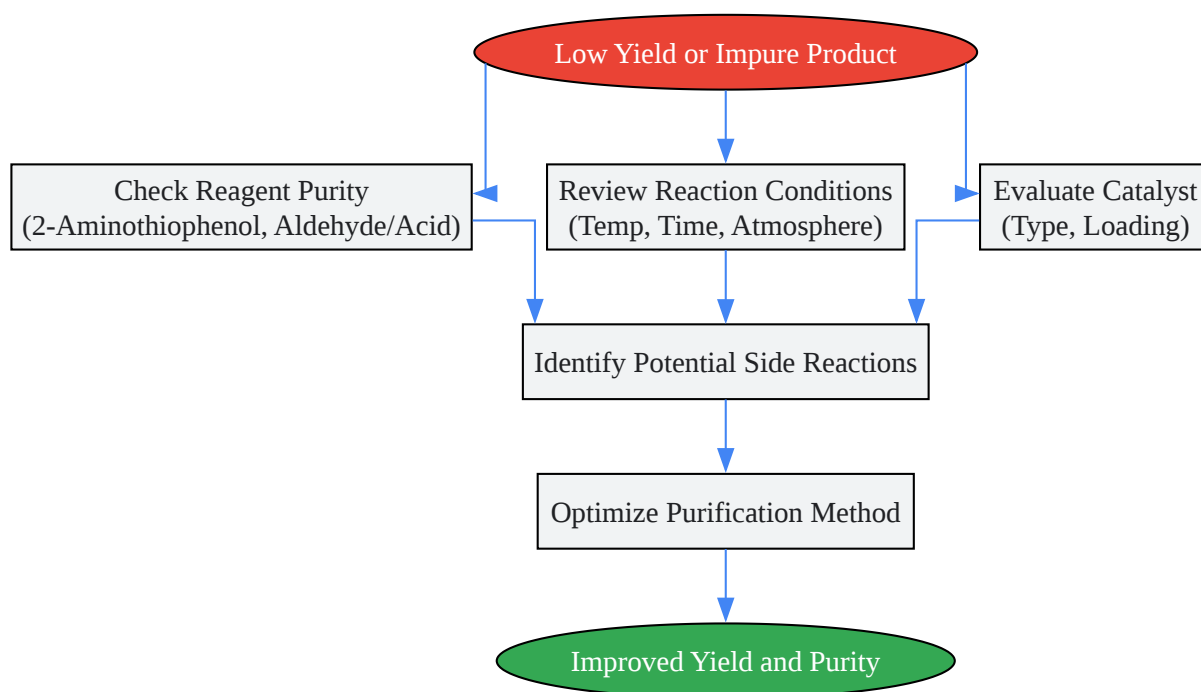 Low Yield or Impure Product
Check Reagent Purity
(2-Aminothiophenol, Aldehyde/Acid)
Review Reaction Conditions
(Temp, Time, Atmosphere)
Evaluate Catalyst
(Type, Loading)
Identify Potential Side Reactions
Optimize Purification Method
Improved Yield and Purity